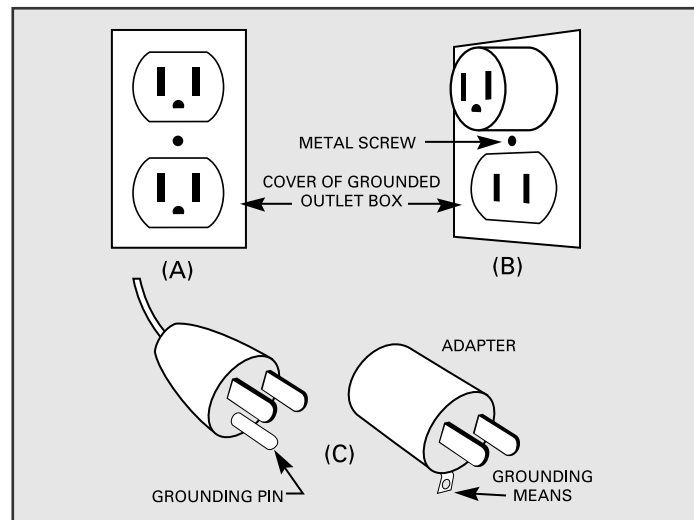 METAL SCREW
COVER OF GROUNDED
OUTLET BOX
(A)
(B)
ADAPTER
(C)
GROUNDING PIN
GROUNDING
MEANS